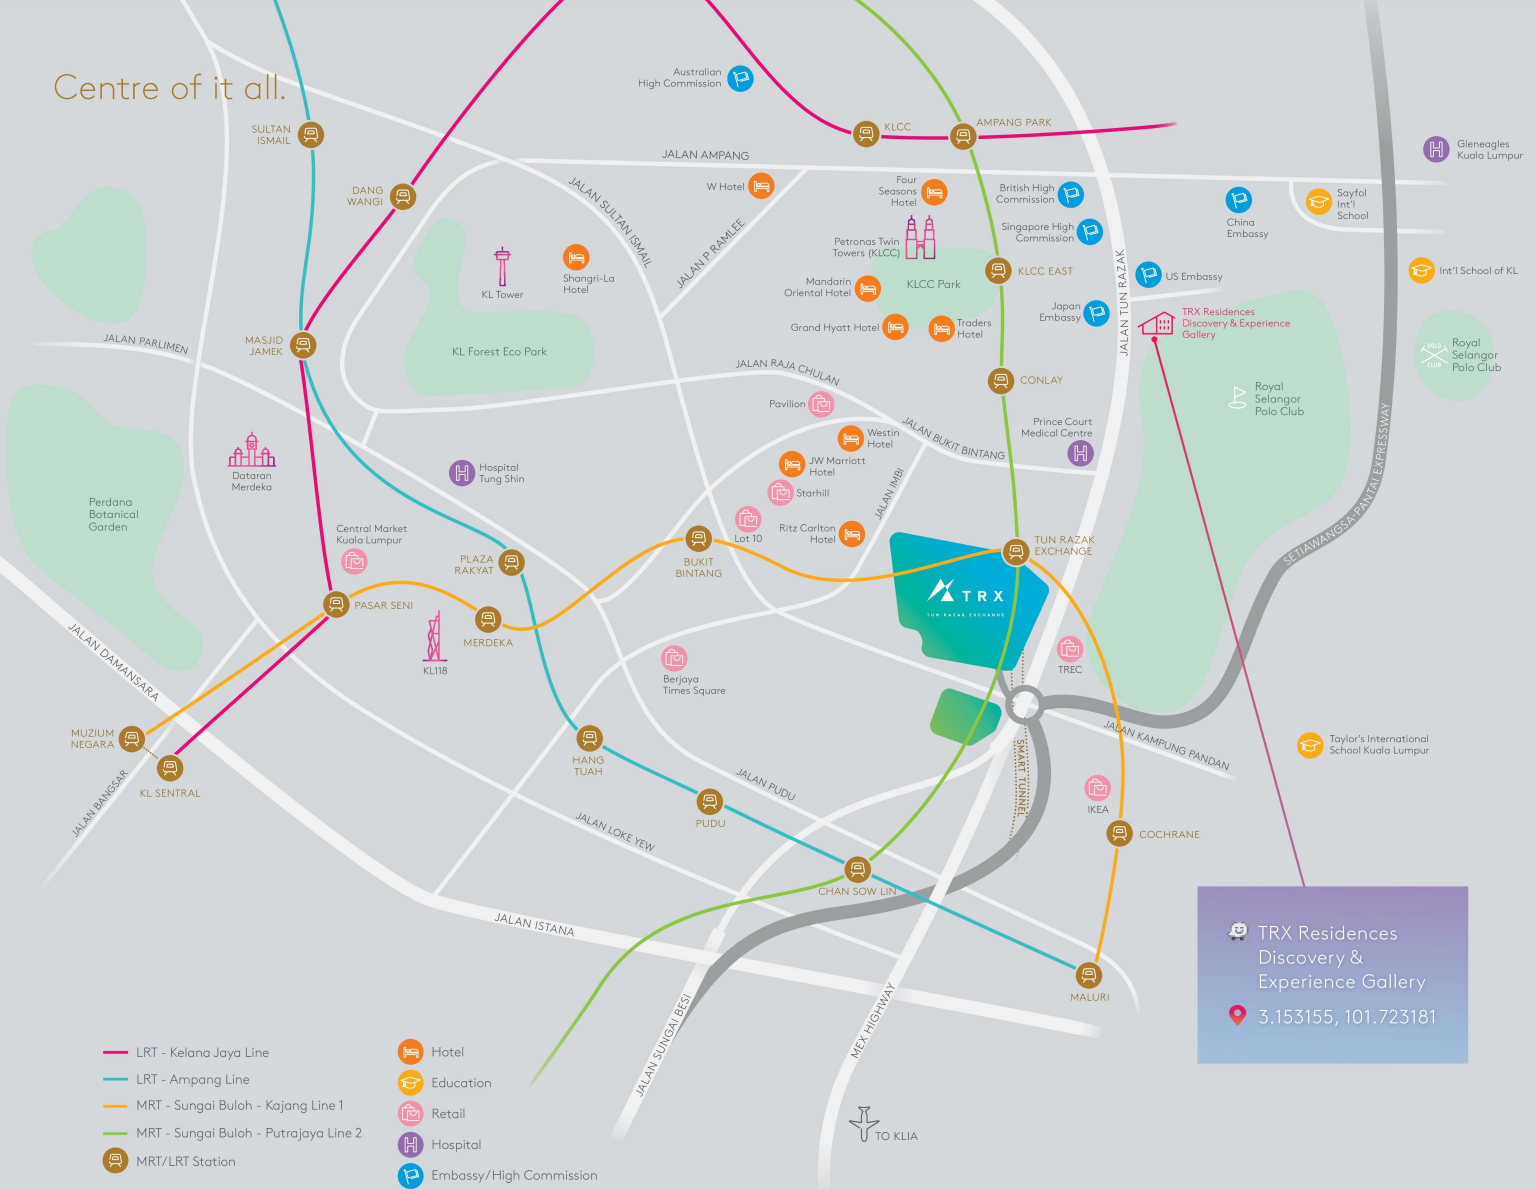 Centre of it all.
SULTAN
ISMAIL
DANG
WANGI
MASJID
JAMEK
JALAN PARLIMEN
Australian
High Commission
KLCC
AMPANG PARK
Gleneagles
Kuala Lumpur
JALAN AMPANG
W Hotel
Four
Seasons
Hotel
British High
Commission
Singapore High
Commission
China
Embassy
Sayfol
Int'l
School
Int'l School of KL
JALAN SULTAN ISMAIL
JALAN P RAMLEE
JALAN TUN RAZAK
Petronas Twin
Towers (KLCC)
KLCC EAST
US Embassy
KL Tower
Shangri-La
Hotel
Mandarin
Oriental Hotel
KLCC Park
Japan
Embassy
TRX Residences
Discovery & Experience
Gallery
Grand Hyatt Hotel
Traders
Hotel
KL Forest Eco Park
POLO
CLUB
Royal
Selangor
Polo Club
JALAN RAJA CHULAN
CONLAY
Royal
Selangor
Polo Club
Pavilion
Westin
Hotel
JALAN BUKIT BINTANG
Prince Court
Medical Centre
SETIAWANGSA-PANTAI EXPRESSWAY
Dataran
Merdeka
Hospital
Tung Shin
JW Marriott
Hotel
Starhill
JALAN IMBI
Lot 10
Ritz Carlton
Hotel
Perdana
Botanical
Garden
Central Market
Kuala Lumpur
PLAZA
RAKYAT
BUKIT
BINTANG
TUN RAZAK
EXCHANGE
TRX
TUN RAZAK EXCHANGE
PASAR SENI
MERDEKA
KL118
Berjaya
Times Square
TREC
JALAN DAMANSARA
MUZIUM
NEGARA
KL SENTRAL
JALAN BANGSAR
HANG
TUAH
JALAN KAMPUNG PANDAN
Taylor's International
School Kuala Lumpur
SMART TUNNEL
JALAN PUDU
PUDU
IKEA
COCHRANE
JALAN LOKE YEW
CHAN SOW LIN
JALAN ISTANA
MALURI
JALAN SUNGAI BESI
MEX HIGHWAY
TO KLIA
TRX Residences
Discovery &
Experience Gallery
3.153155, 101.723181
LRT - Kelana Jaya Line
LRT - Ampang Line
MRT - Sungai Buloh - Kajang Line 1
MRT - Sungai Buloh - Putrajaya Line 2
MRT/LRT Station
Hotel
Education
Retail
Hospital
Embassy/High Commission